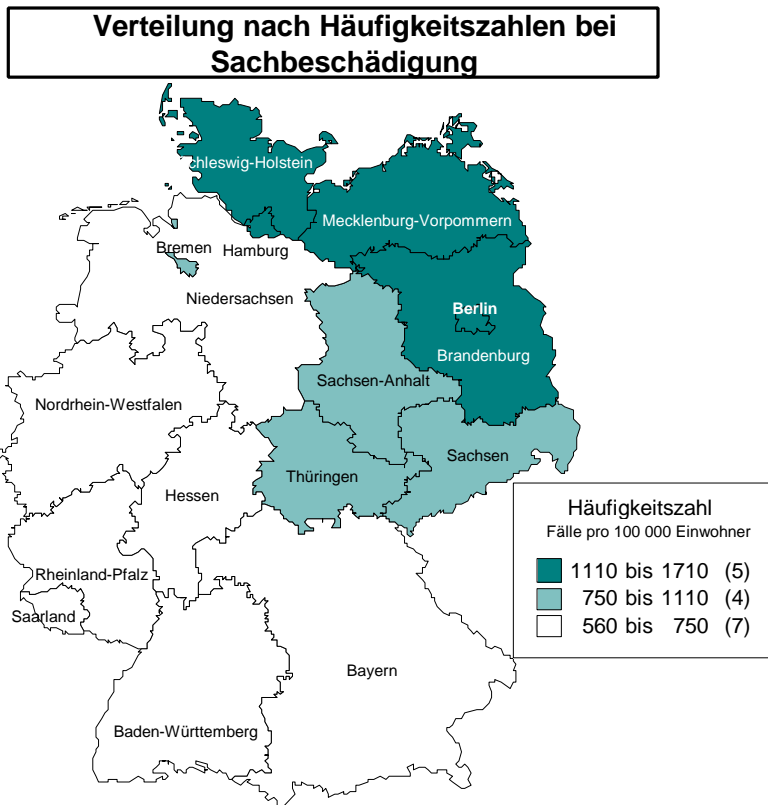 Verteilung nach Häufigkeitszahlen bei
Sachbeschädigung
chleswig-Holstein
Mecklenburg-Vorpommern
Bremen
Hamburg
Niedersachsen
Berlin
Brandenburg
Sachsen-Anhalt
Nordrhein-Westfalen
Sachsen
Thüringen
Hessen
Rheinland-Pfalz
Saarland
Bayern
Baden-Württemberg
Häufigkeitszahl
Fälle pro 100 000 Einwohner
1110 bis 1710 (5)
750 bis 1110 (4)
560 bis 750 (7)